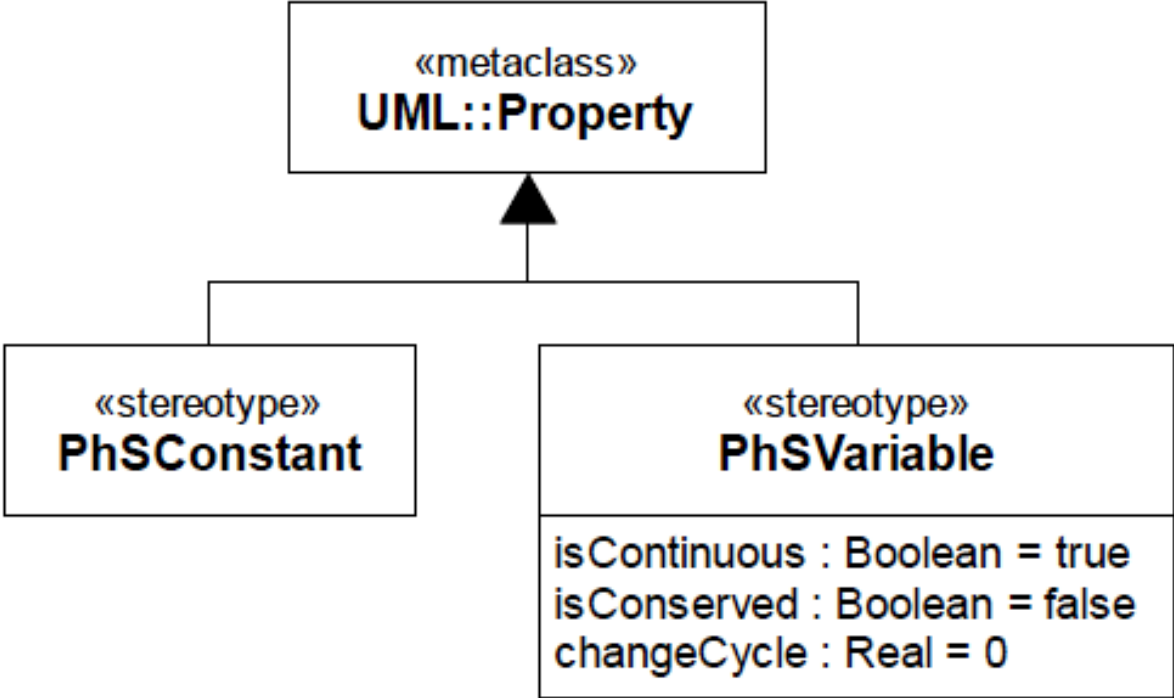 «metaclass»
UML::Property
«stereotype»
PhSConstant
«stereotype»
PhSVariable
isContinuous : Boolean = true
isConserved : Boolean = false
changeCycle : Real = 0